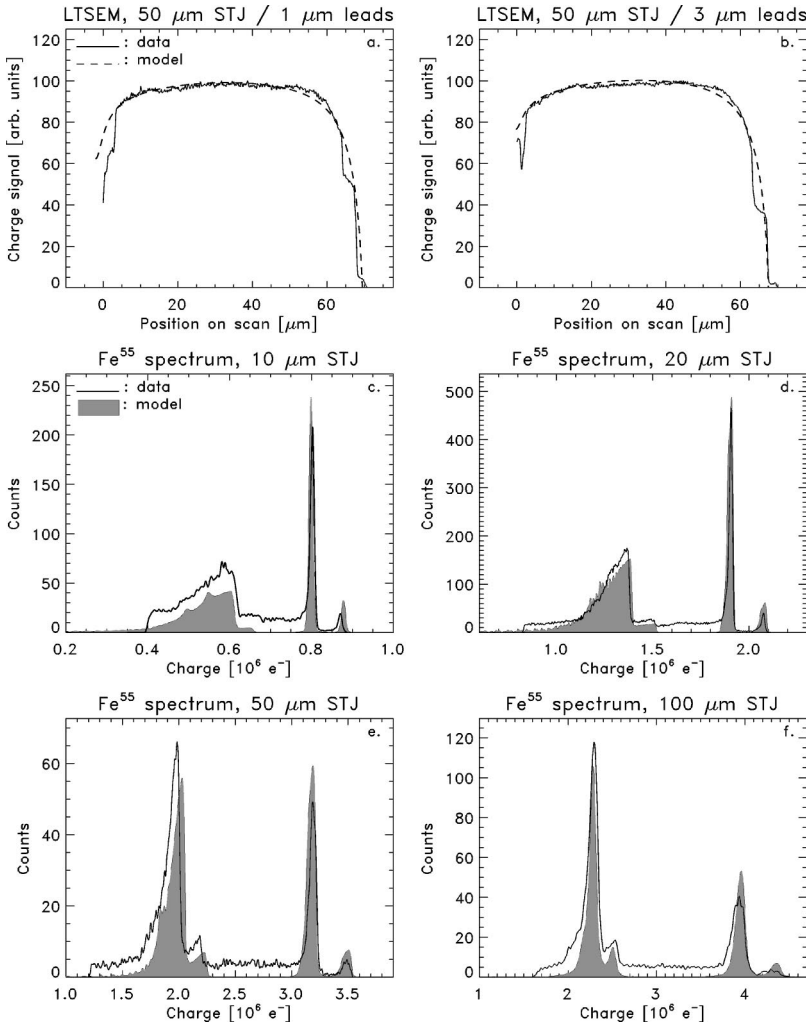 LTSEM, 50 μm STJ / 1 μm leads
a.
: data
: model
Charge signal [arb. units]
120
100
80
60
40
20
0
0 20 40 60
Position on scan [μm]
LTSEM, 50 μm STJ / 3 μm leads
b.
Charge signal [arb. units]
120
100
80
60
40
20
0
0 20 40 60
Position on scan [μm]
Fe⁵⁵ spectrum, 10 μm STJ
c.
: data
: model
Counts
250
200
150
100
50
0
0.2 0.4 0.6 0.8 1.0
Charge [10⁶ e⁻]
Fe⁵⁵ spectrum, 20 μm STJ
d.
Counts
500
400
300
200
100
0
1.0 1.5 2.0
Charge [10⁶ e⁻]
Fe⁵⁵ spectrum, 50 μm STJ
e.
Counts
60
40
20
0
1.0 1.5 2.0 2.5 3.0 3.5
Charge [10⁶ e⁻]
Fe⁵⁵ spectrum, 100 μm STJ
f.
Counts
120
100
80
60
40
20
0
1 2 3 4
Charge [10⁶ e⁻]